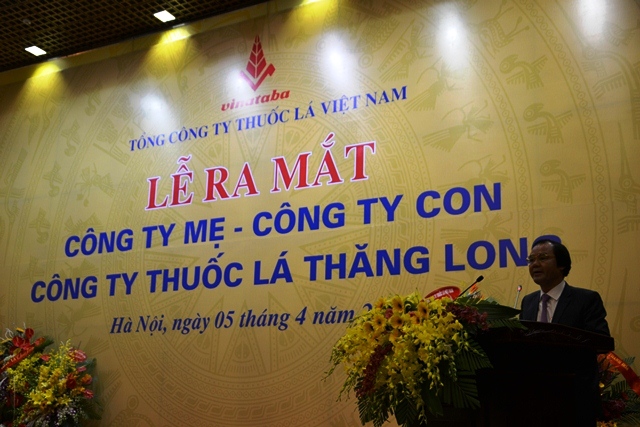 vinataba
TỔNG CÔNG TY THUỐC LÁ VIỆT NAM
LỄ RA MẮT
CÔNG TY MẸ - CÔNG TY CON
CÔNG TY THUỐC LÁ THĂNG LONG
Hà Nội, ngày 05 tháng 4 năm